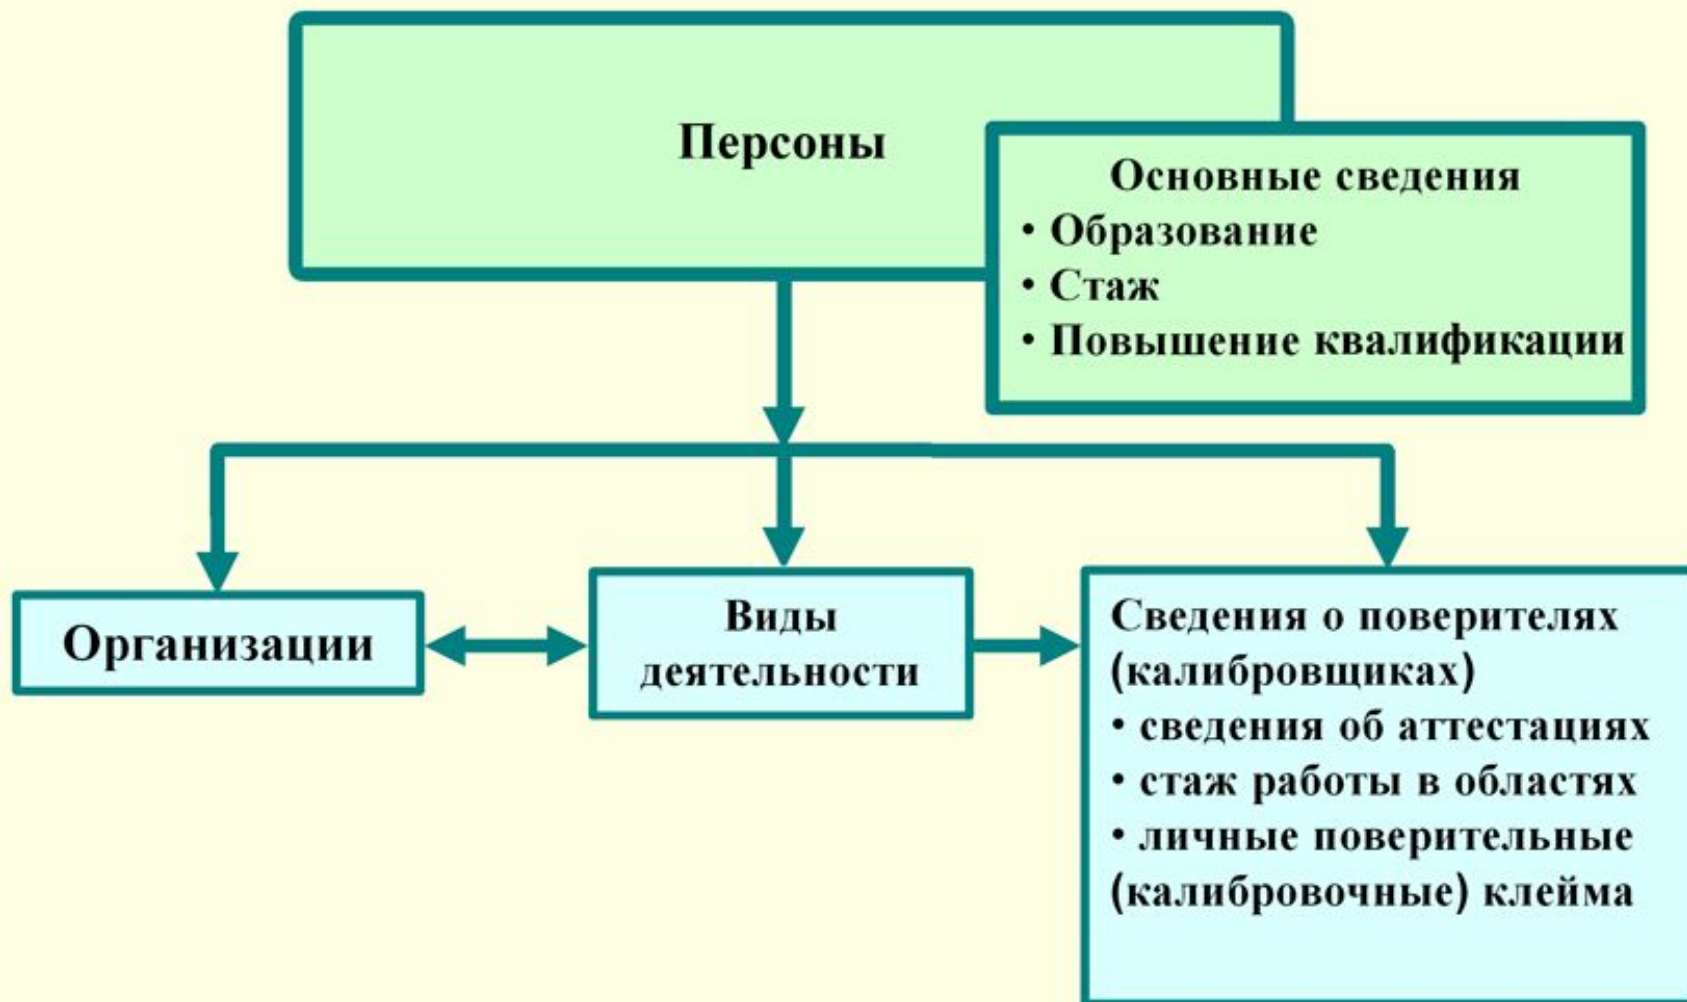 Персоны
Основные сведения
• Образование
• Стаж
• Повышение квалификации
Организации
Виды
деятельности
Сведения о поверителях
(калибровщиках)
• сведения об аттестациях
• стаж работы в областях
• личные поверительные
(калибровочные) клейма